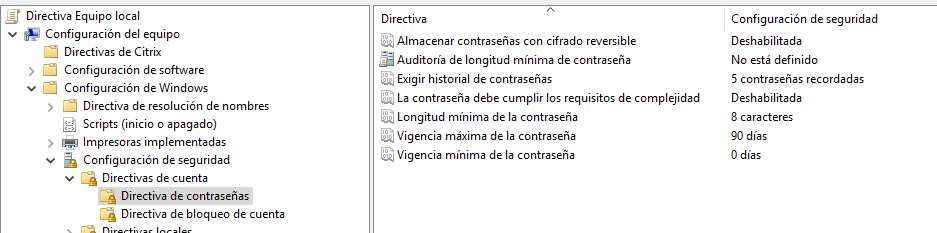 Directiva Equipo local
Configuración del equipo
Directivas de Citrix
Configuración de software
Configuración de Windows
Directiva de resolución de nombres
Scripts (inicio o apagado)
Impresoras implementadas
Configuración de seguridad
Directivas de cuenta
Directiva de contraseñas
Directiva de bloqueo de cuenta
Directivas locales
Directiva Configuración de seguridad
Almacenar contraseñas con cifrado reversible Deshabilitada
Auditoría de longitud mínima de contraseña No está definido
Exigir historial de contraseñas 5 contraseñas recordadas
La contraseña debe cumplir los requisitos de complejidad Deshabilitada
Longitud mínima de la contraseña 8 caracteres
Vigencia máxima de la contraseña 90 días
Vigencia mínima de la contraseña 0 días